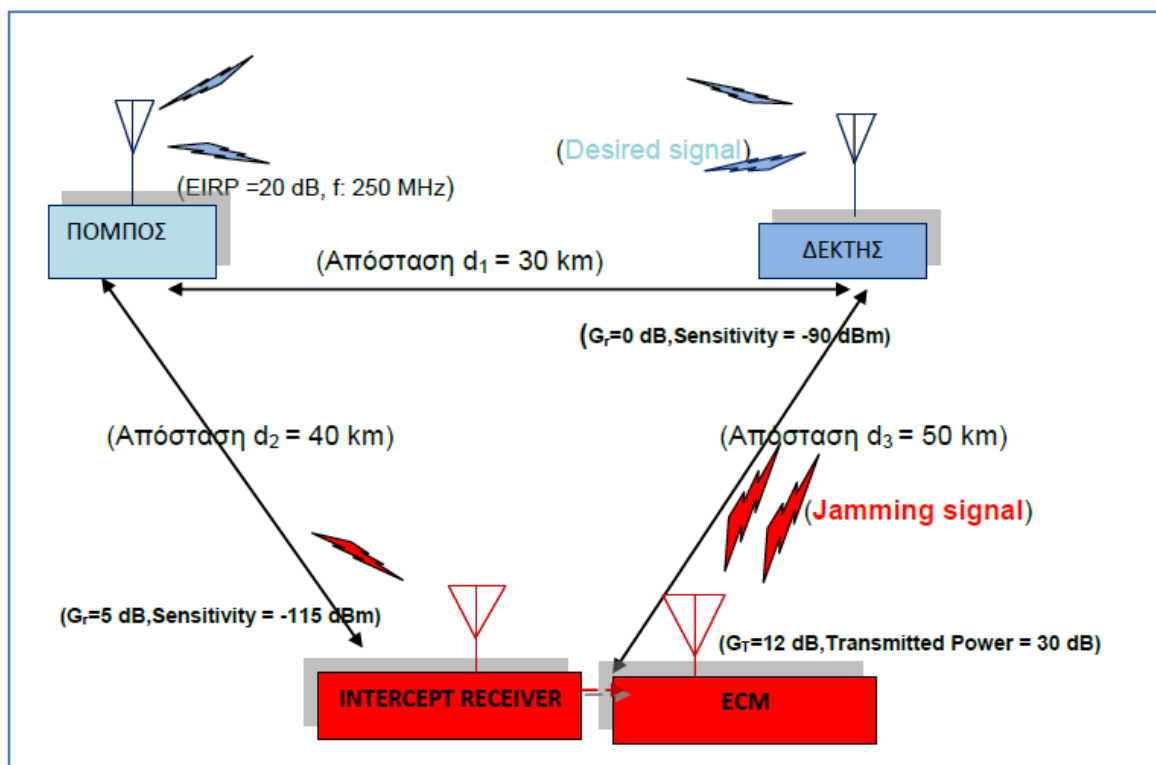 (Desired signal)
(EIRP =20 dB, f: 250 MHz)
ΠΟΜΠΟΣ
ΔΕΚΤΗΣ
(Απόσταση d₁ = 30 km)
(Gᵣ=0 dB,Sensitivity = -90 dBm)
(Απόσταση d₂ = 40 km)
(Απόσταση d₃ = 50 km)
(Jamming signal)
(Gᵣ=5 dB,Sensitivity = -115 dBm)
(G_T=12 dB,Transmitted Power = 30 dB)
INTERCEPT RECEIVER
ECM